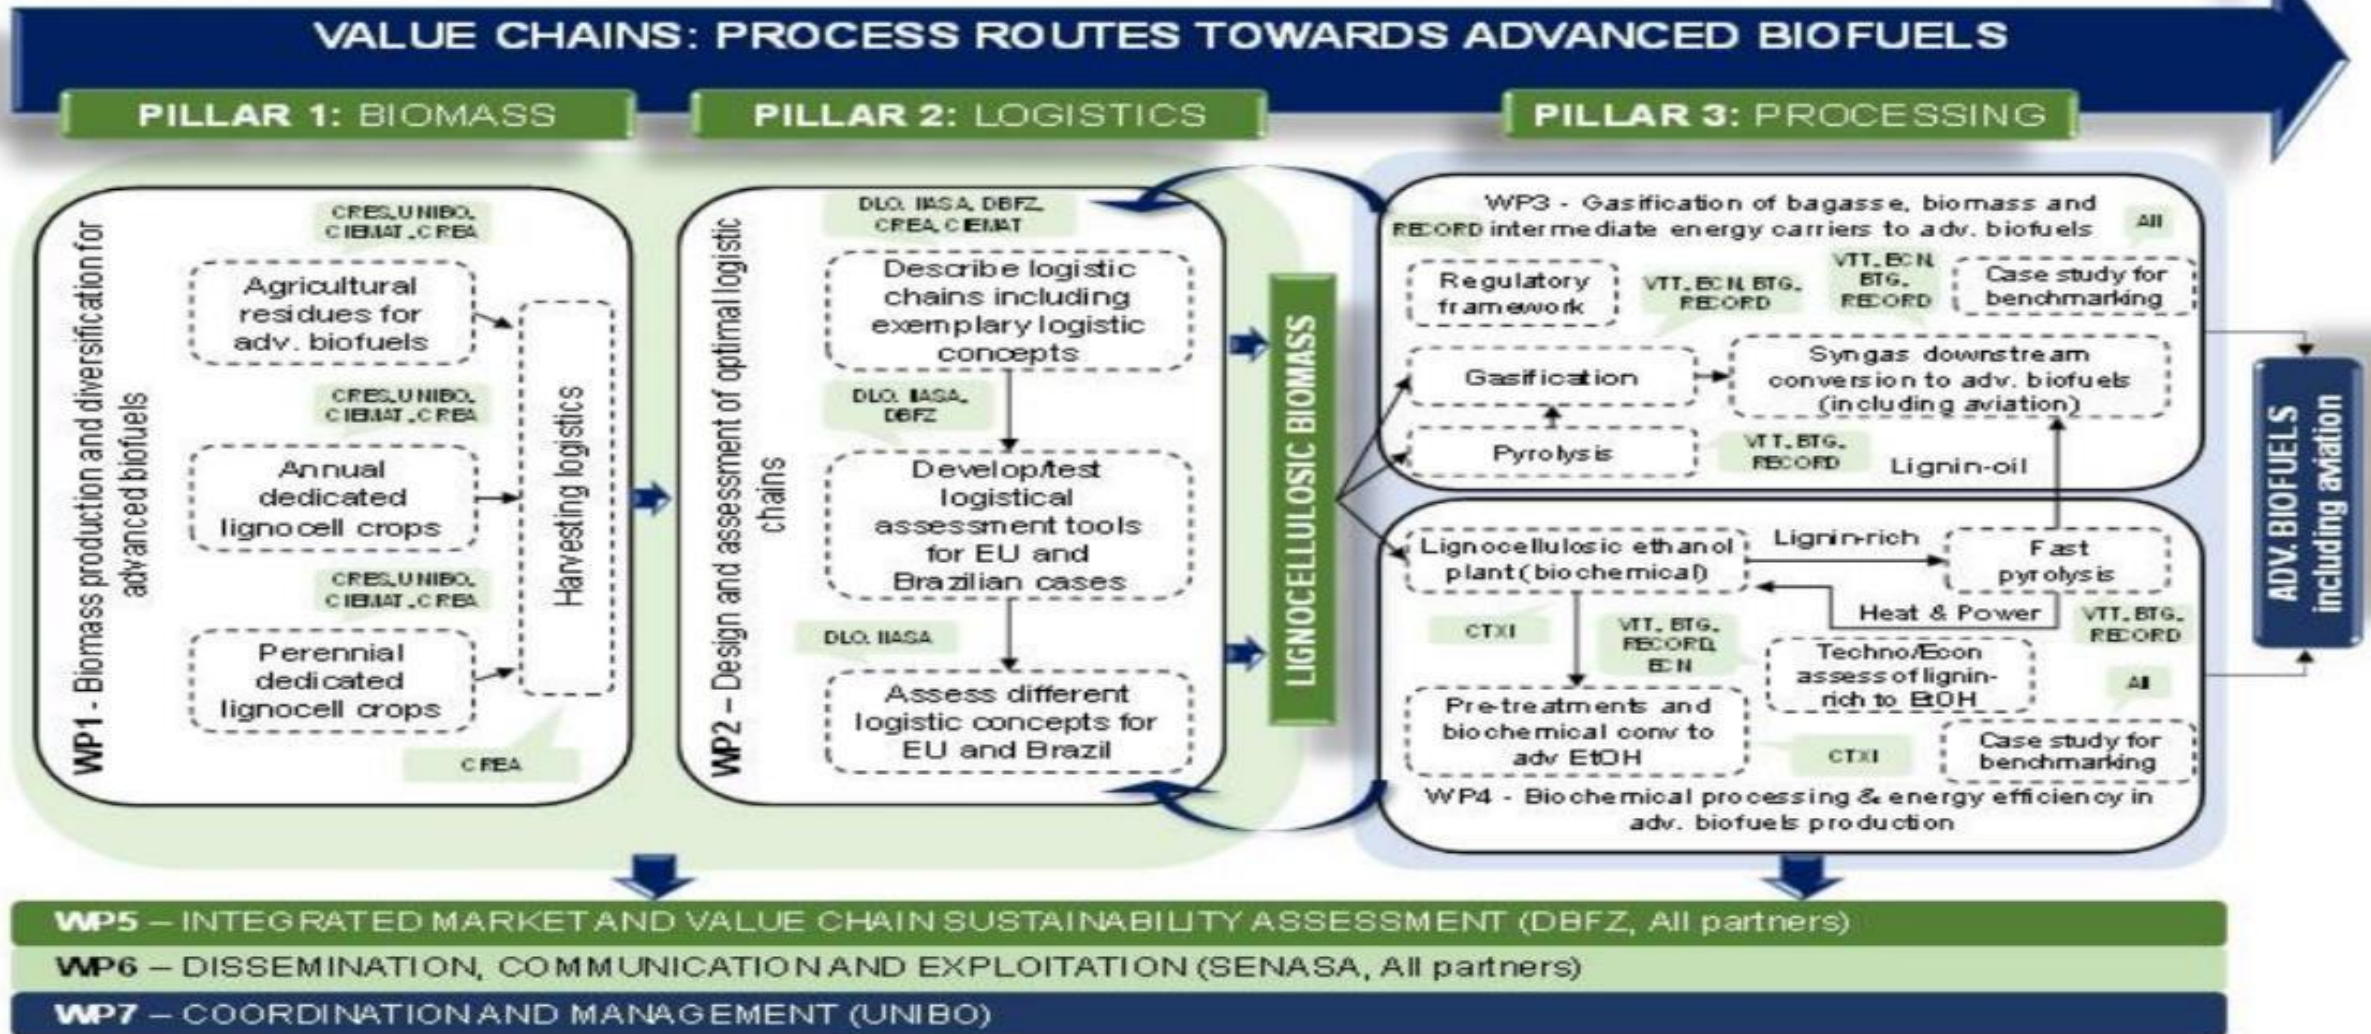 VALUE CHAINS: PROCESS ROUTES TOWARDS ADVANCED BIOFUELS
PILLAR 1: BIOMASS
PILLAR 2: LOGISTICS
PILLAR 3: PROCESSING
WP1 - Biomass production and diversification for
advanced biofuels
CRES,UNIBO,
CIEMAT,CREA
Agricultural
residues for
adv. biofuels
CRES,UNIBO,
CIEMAT,CREA
Annual
dedicated
lignocell crops
CRES,UNIBO,
CIEMAT,CREA
Perennial
dedicated
lignocell crops
Harvesting logistics
CREA
WP2 – Design and assessment of optimal logistic
chains
DLO, IIASA, DBFZ,
CREA, CIEMAT
Describe logistic
chains including
exemplary logistic
concepts
DLO, IIASA,
DBFZ
Develop/test
logistical
assessment tools
for EU and
Brazilian cases
DLO, IIASA
Assess different
logistic concepts for
EU and Brazil
LIGNOCELLULOSIC BIOMASS
WP3 - Gasification of bagasse, biomass and
intermediate energy carriers to adv. biofuels
RECORD
All
Regulatory
framework
VTT, ECN, BTG,
RECORD
VTT, ECN,
BTG,
RECORD
Case study for
benchmarking
Gasification
Syngas downstream
conversion to adv. biofuels
(including aviation)
Pyrolysis
VTT, BTG,
RECORD
Lignin-oil
Lignocellulosic ethanol
plant (biochemical)
Lignin-rich
Fast
pyrolysis
Heat & Power
CTXI
VTT, BTG,
RECORD,
ECN
VTT, BTG,
RECORD
Techno/Econ
assess of lignin-
rich to EtOH
All
Pre-treatments and
biochemical conv to
adv EtOH
CTXI
Case study for
benchmarking
WP4 - Biochemical processing & energy efficiency in
adv. biofuels production
ADV. BIOFUELS
including aviation
WP5 – INTEGRATED MARKET AND VALUE CHAIN SUSTAINABILITY ASSESSMENT (DBFZ, All partners)
WP6 – DISSEMINATION, COMMUNICATION AND EXPLOITATION (SENASA, All partners)
WP7 – COORDINATION AND MANAGEMENT (UNIBO)